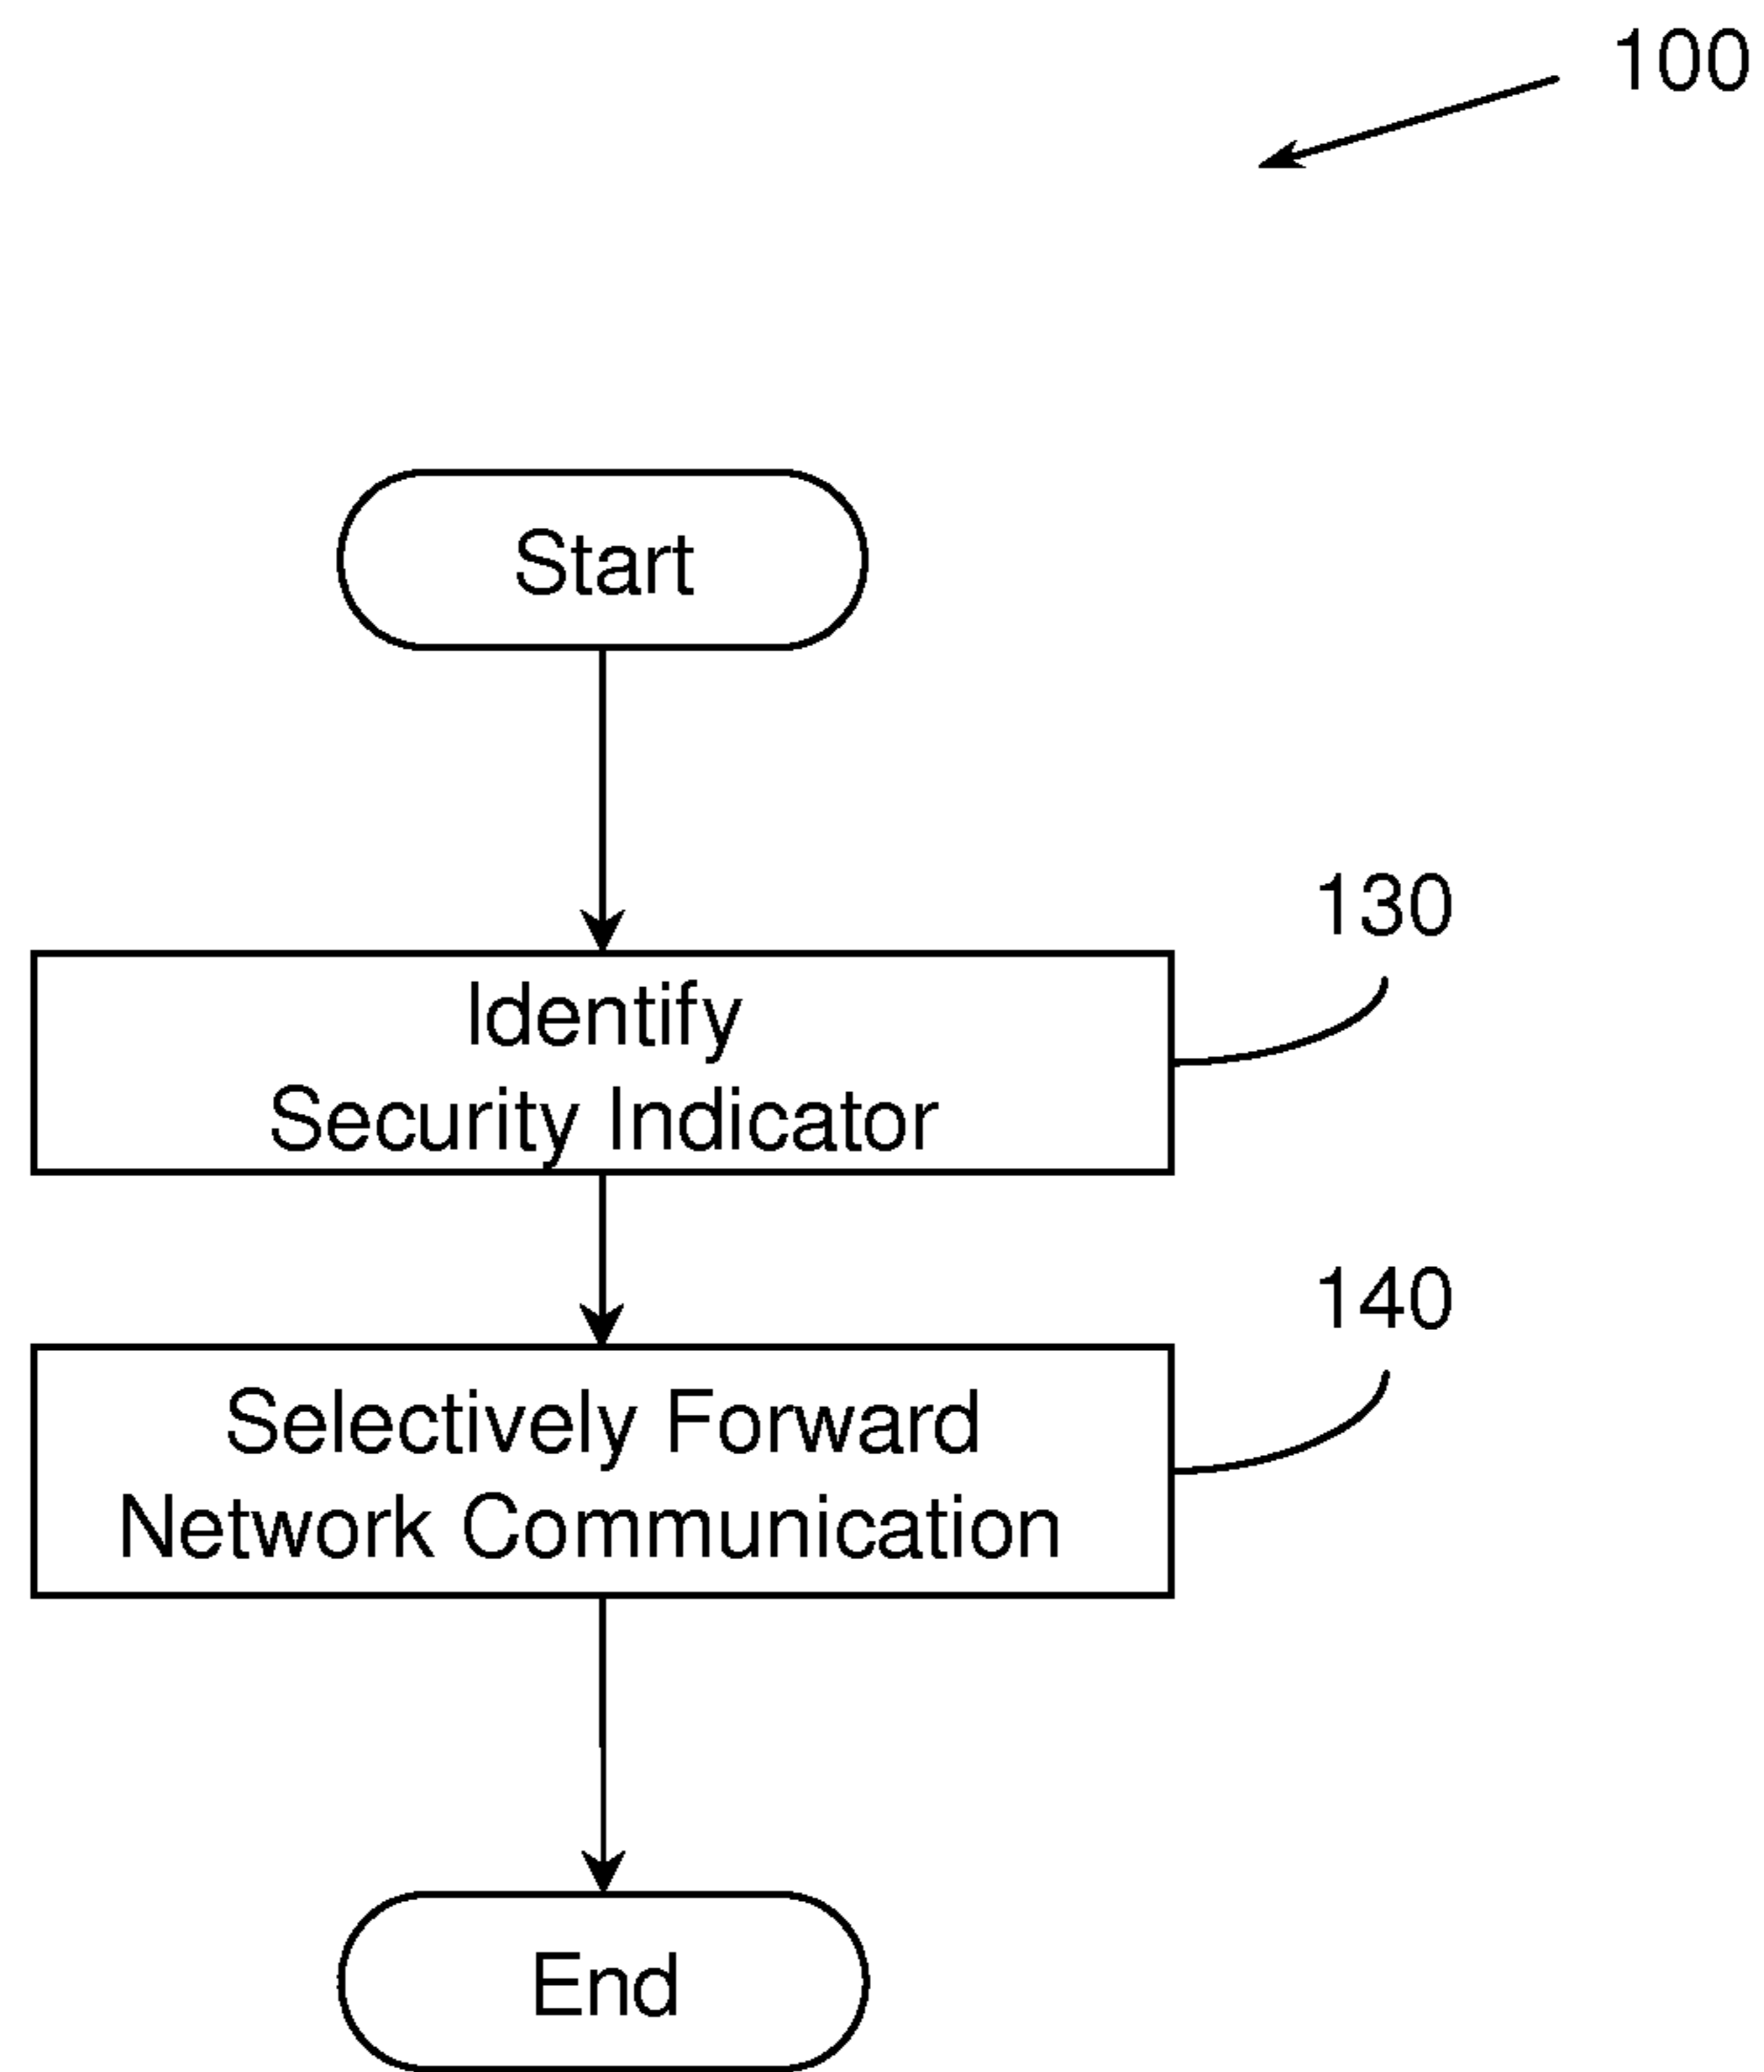 100
Start
130
Identify
Security Indicator
140
Selectively Forward
Network Communication
End